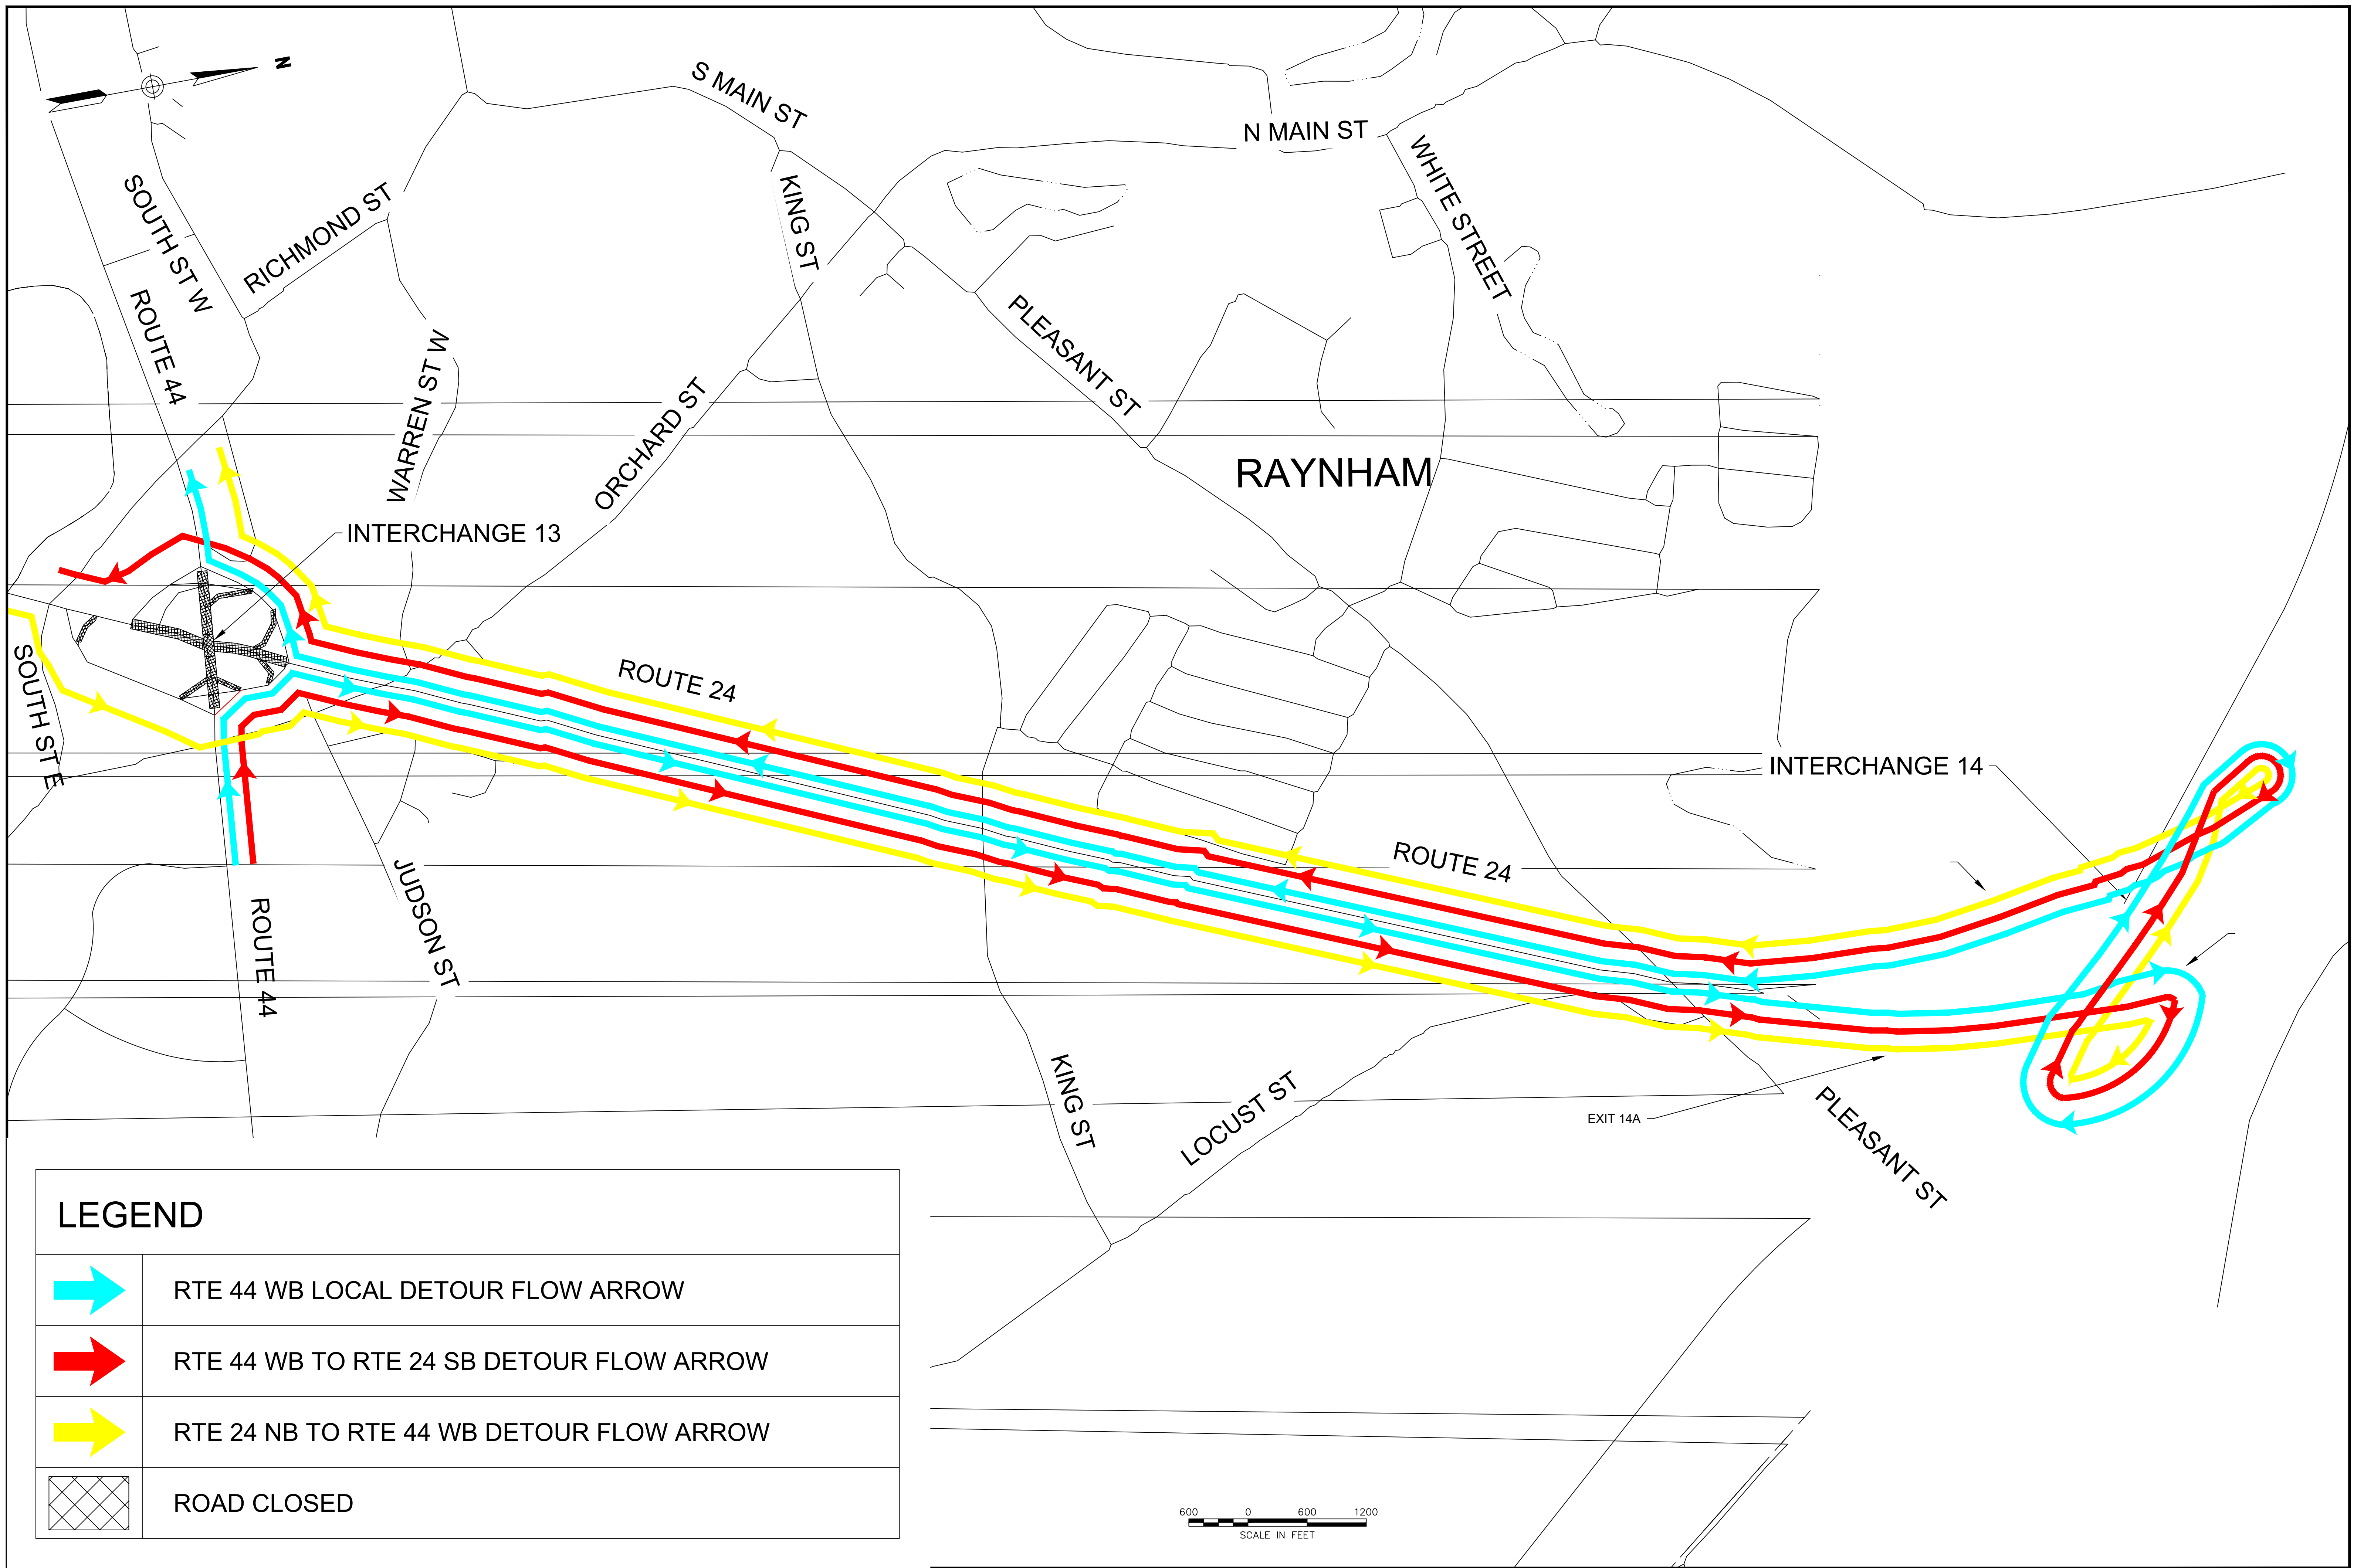 N
S MAIN ST
N MAIN ST
SOUTH ST W
RICHMOND ST
KING ST
WHITE STREET
ROUTE 44
WARREN ST W
PLEASANT ST
ORCHARD ST
RAYNHAM
INTERCHANGE 13
SOUTH ST E
ROUTE 24
INTERCHANGE 14
ROUTE 24
JUDSON ST
ROUTE 44
KING ST
LOCUST ST
EXIT 14A
PLEASANT ST
LEGEND
RTE 44 WB LOCAL DETOUR FLOW ARROW
RTE 44 WB TO RTE 24 SB DETOUR FLOW ARROW
RTE 24 NB TO RTE 44 WB DETOUR FLOW ARROW
ROAD CLOSED
600 0 600 1200
SCALE IN FEET